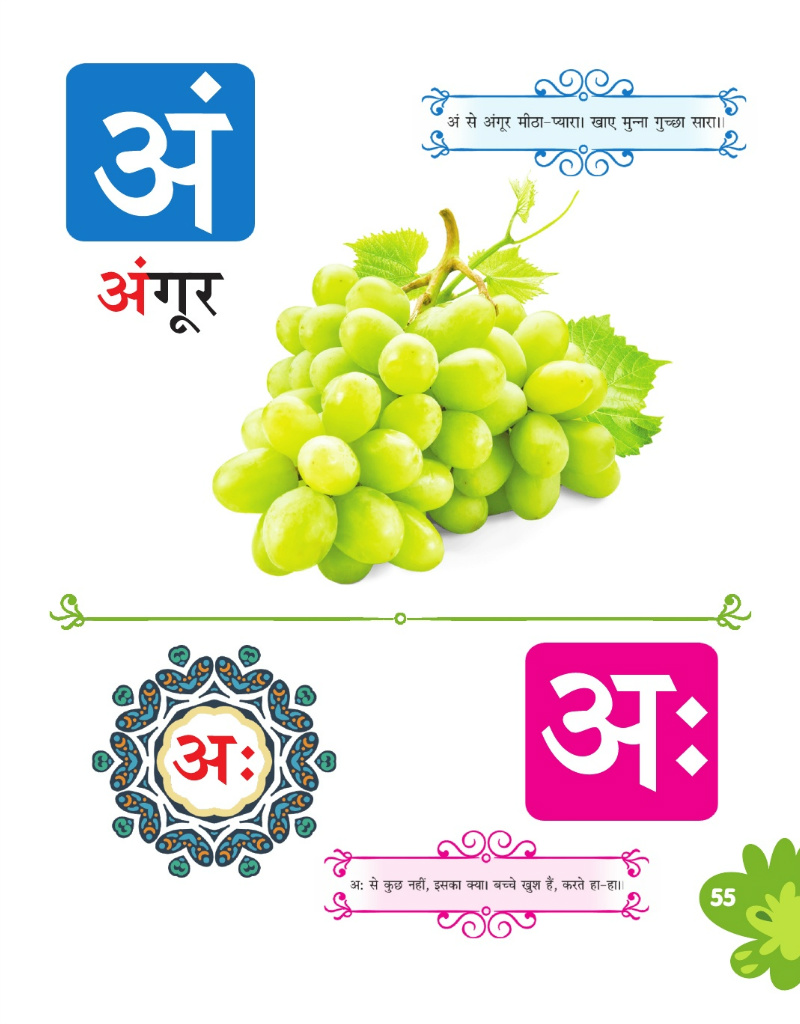 अं
अं से अंगूर मीठा-प्यारा। खाए मुन्ना गुच्छा सारा।।
अंगूर
अः
अः
अः से कुछ नहीं, इसका क्या। बच्चे खुश हैं, करते हा-हा।।
55